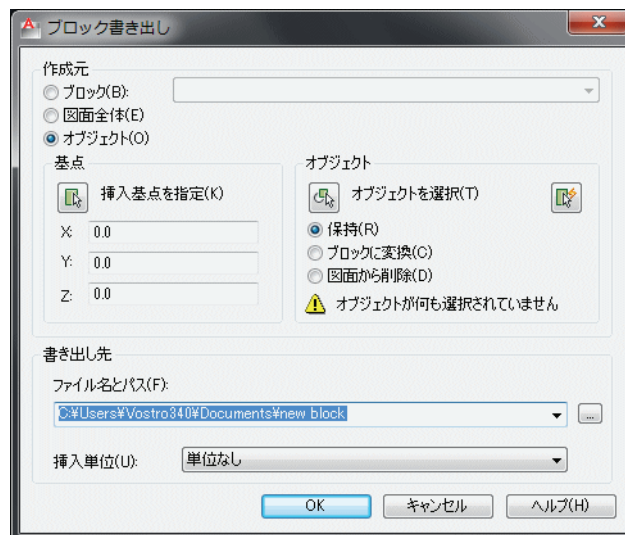 ブロック書き出し
作成元
ブロック(B):
図面全体(E)
オブジェクト(O)
基点
挿入基点を指定(K)
X: 0.0
Y: 0.0
Z: 0.0
オブジェクト
オブジェクトを選択(T)
保持(R)
ブロックに変換(C)
図面から削除(D)
オブジェクトが何も選択されていません
書き出し先
ファイル名とパス(F):
C:¥Users¥Vostro340¥Documents¥new block
...
挿入単位(U): 単位なし
OK キャンセル ヘルプ(H)